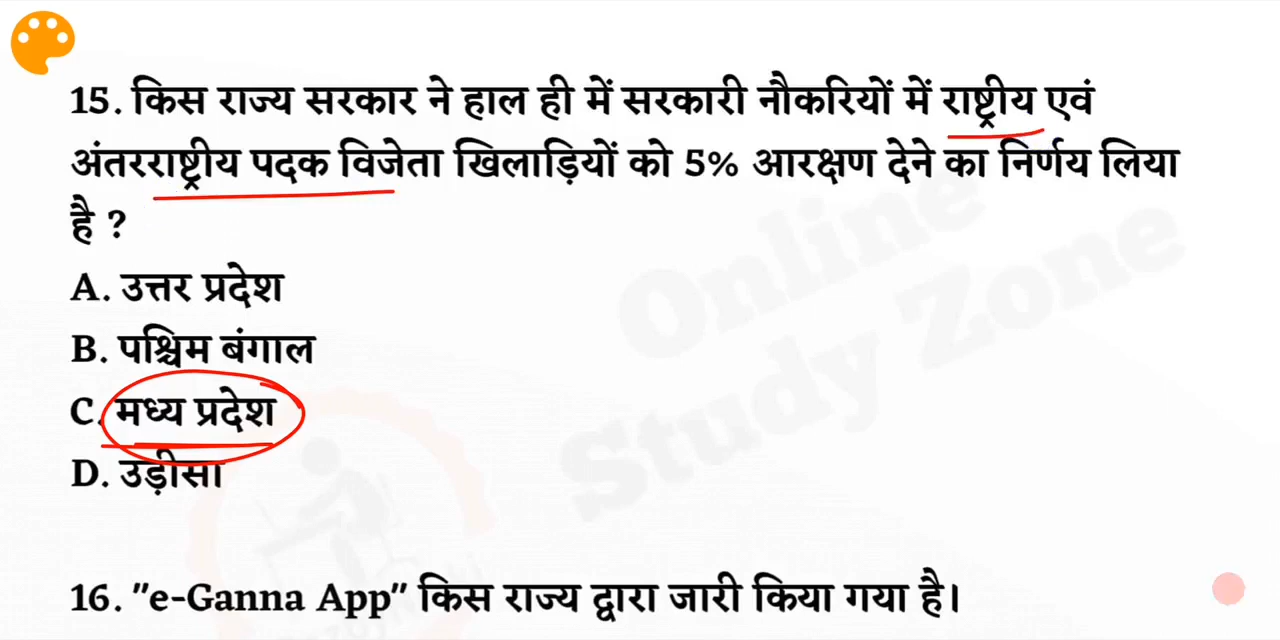 15. किस राज्य सरकार ने हाल ही में सरकारी नौकरियों में राष्ट्रीय एवं
अंतरराष्ट्रीय पदक विजेता खिलाड़ियों को 5% आरक्षण देने का निर्णय लिया
है ?
A. उत्तर प्रदेश
B. पश्चिम बंगाल
C. मध्य प्रदेश
D. उड़ीसा
Online
Study Zone
16. "e-Ganna App" किस राज्य द्वारा जारी किया गया है।